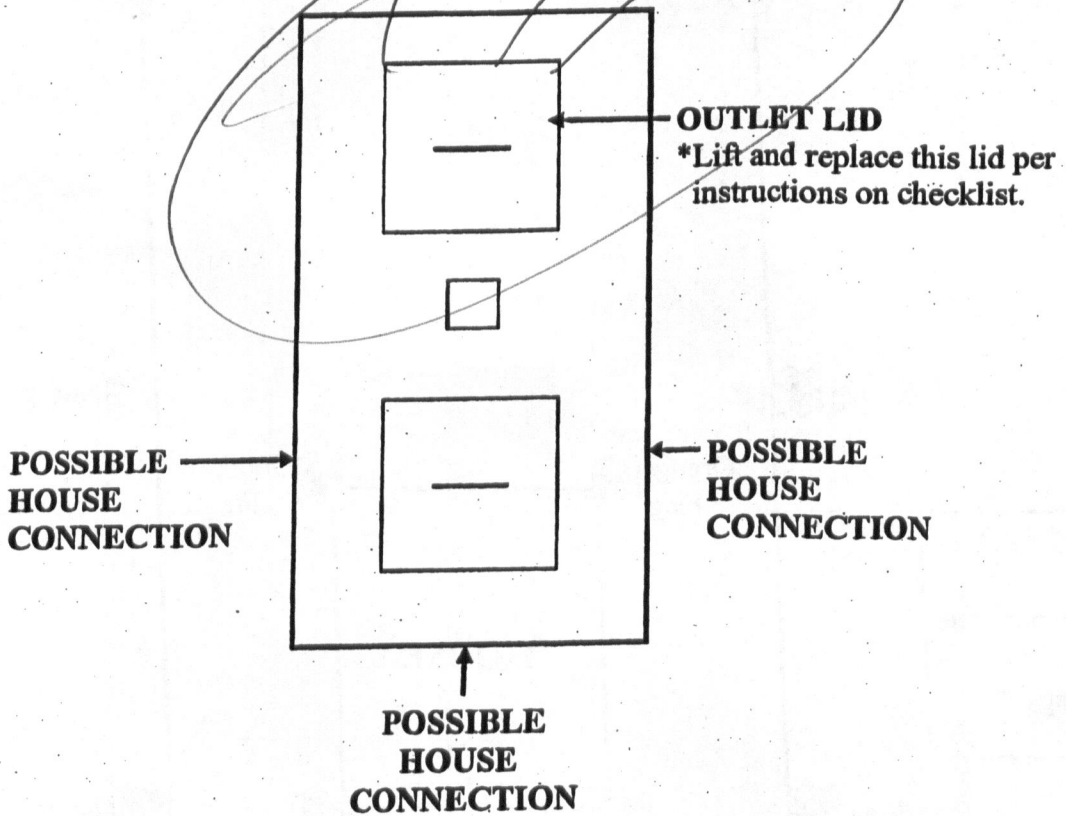 OUTLET LID
*Lift and replace this lid per
instructions on checklist.
POSSIBLE
HOUSE
CONNECTION
POSSIBLE
HOUSE
CONNECTION
POSSIBLE
HOUSE
CONNECTION